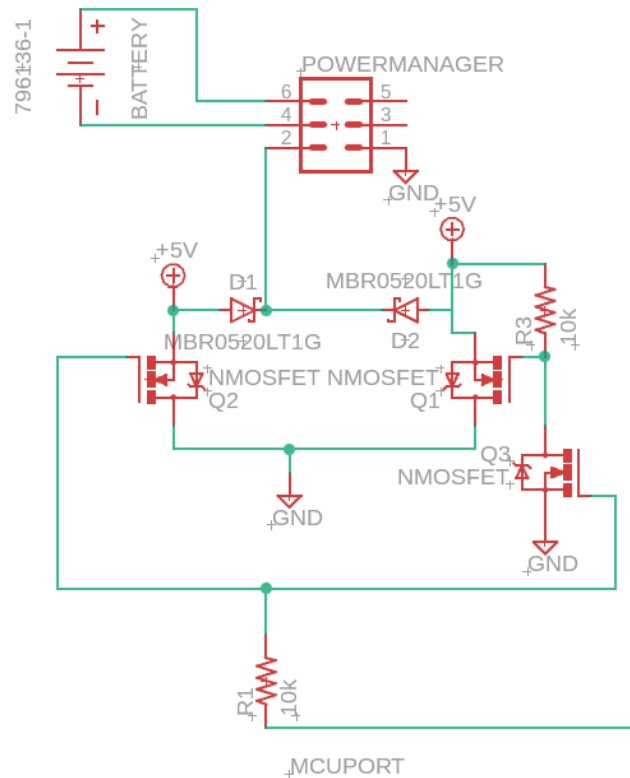 796136-1
BATTERY
+
-
POWERMANAGER
6
5
4
3
2
1
GND
+5V
+5V
D1
MBR0520LT1G
MBR0520LT1G
D2
R3
10k
NMOSFET
NMOSFET
Q2
Q1
Q3
NMOSFET
GND
GND
R1
10k
MCUPORT